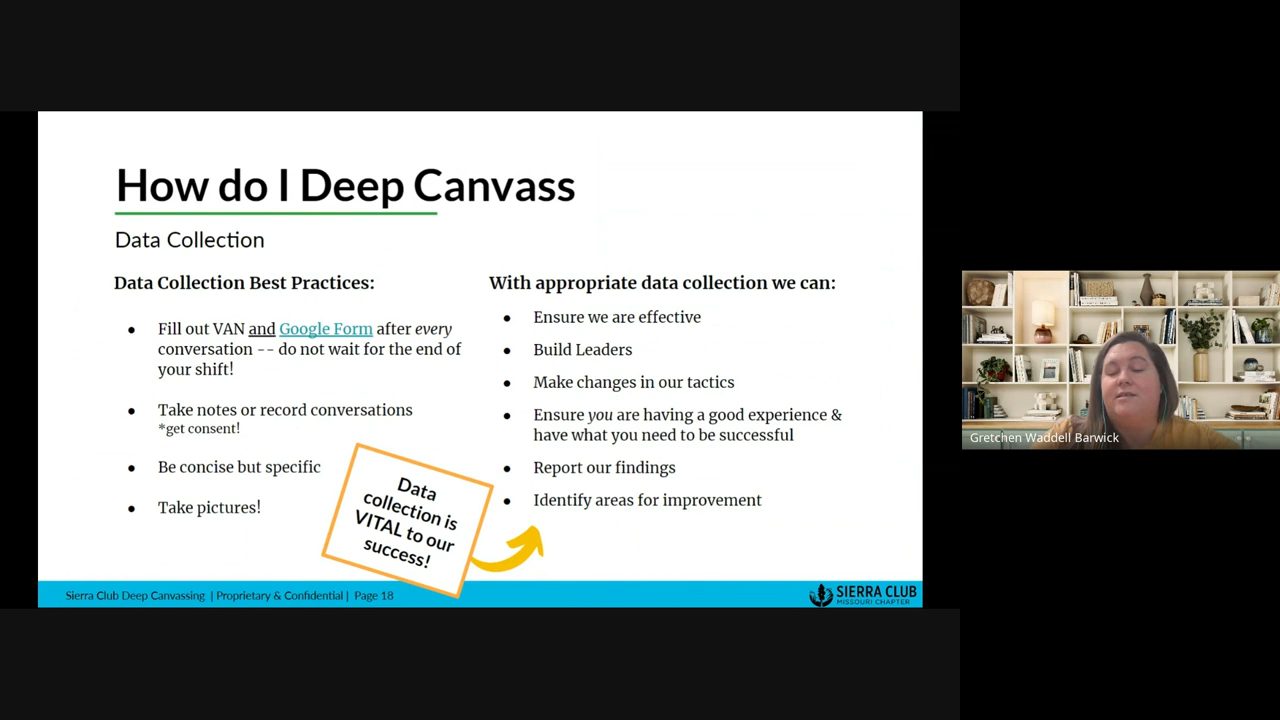 How do I Deep Canvass
Data Collection
Data Collection Best Practices:
● Fill out VAN and Google Form after every
conversation -- do not wait for the end of
your shift!
● Take notes or record conversations
*get consent!
● Be concise but specific
● Take pictures!
With appropriate data collection we can:
● Ensure we are effective
● Build Leaders
● Make changes in our tactics
● Ensure you are having a good experience &
have what you need to be successful
● Report our findings
● Identify areas for improvement
Data
collection is
VITAL to our
success!
Sierra Club Deep Canvassing | Proprietary & Confidential | Page 18
SIERRA CLUB
MISSOURI CHAPTER
Gretchen Waddell Barwick